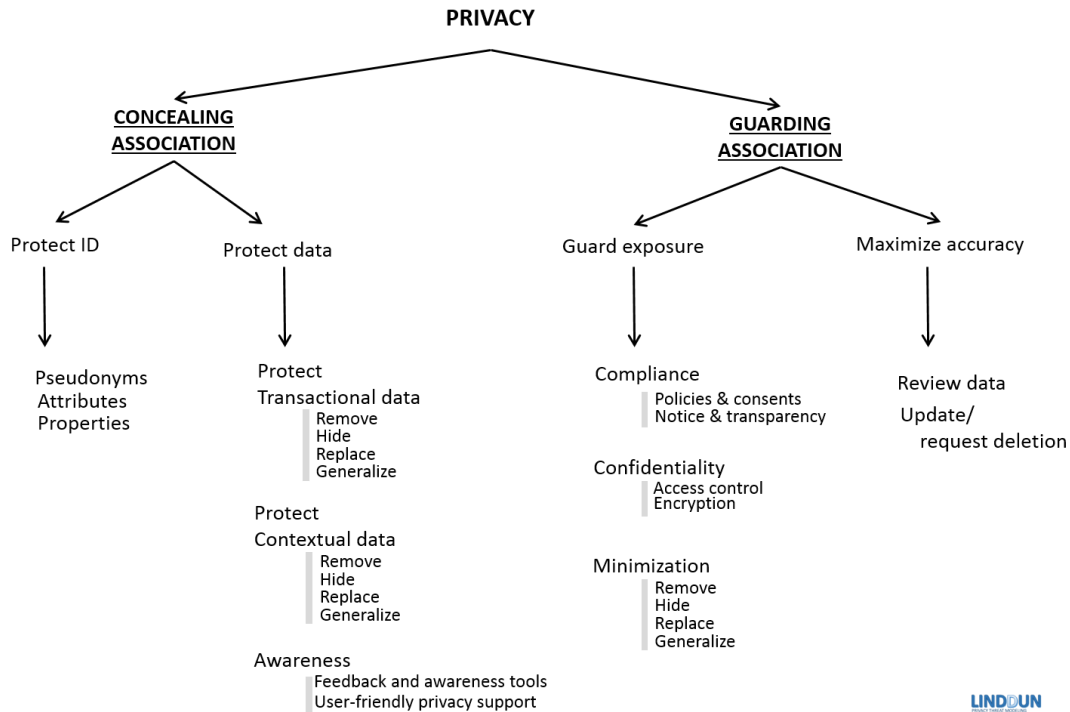 PRIVACY
CONCEALING
ASSOCIATION
GUARDING
ASSOCIATION
Protect ID
Protect data
Guard exposure
Maximize accuracy
Pseudonyms
Attributes
Properties
Protect
Transactional data
Remove
Hide
Replace
Generalize
Protect
Contextual data
Remove
Hide
Replace
Generalize
Awareness
Feedback and awareness tools
User-friendly privacy support
Compliance
Policies & consents
Notice & transparency
Confidentiality
Access control
Encryption
Minimization
Remove
Hide
Replace
Generalize
Review data
Update/
request deletion
LINDDUN
PRIVACY THREAT MODELING